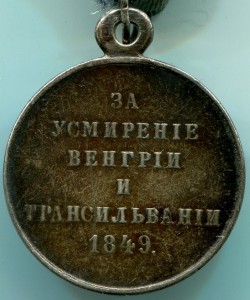 ЗА
УСМИРЕНІЕ
ВЕНГРІИ
И
ТРАНСИЛЬВАНІИ
1849.